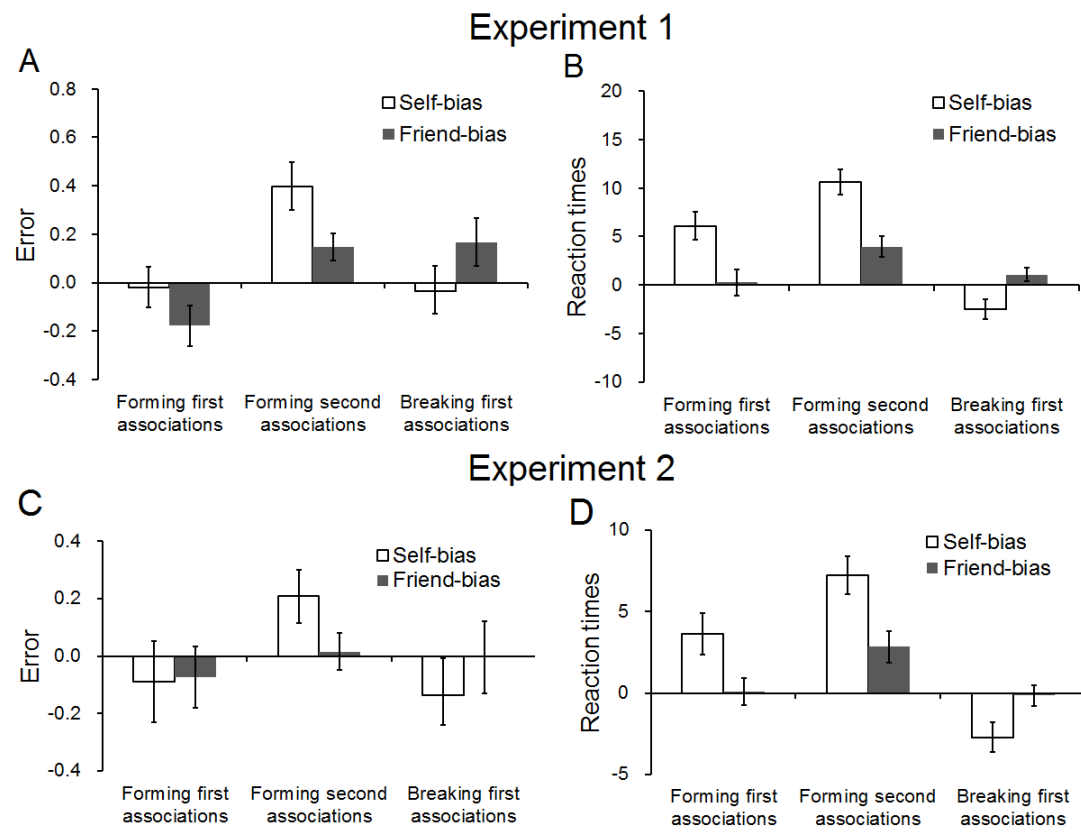 Experiment 1
A
Error
0.8
0.6
0.4
0.2
0.0
-0.2
-0.4
Self-bias
Friend-bias
Forming first associations
Forming second associations
Breaking first associations
B
Reaction times
20
15
10
5
0
-5
-10
Self-bias
Friend-bias
Forming first associations
Forming second associations
Breaking first associations
Experiment 2
C
Error
0.4
0.2
0.0
-0.2
-0.4
Self-bias
Friend-bias
Forming first associations
Forming second associations
Breaking first associations
D
Reaction times
10
5
0
-5
Self-bias
Friend-bias
Forming first associations
Forming second associations
Breaking first associations